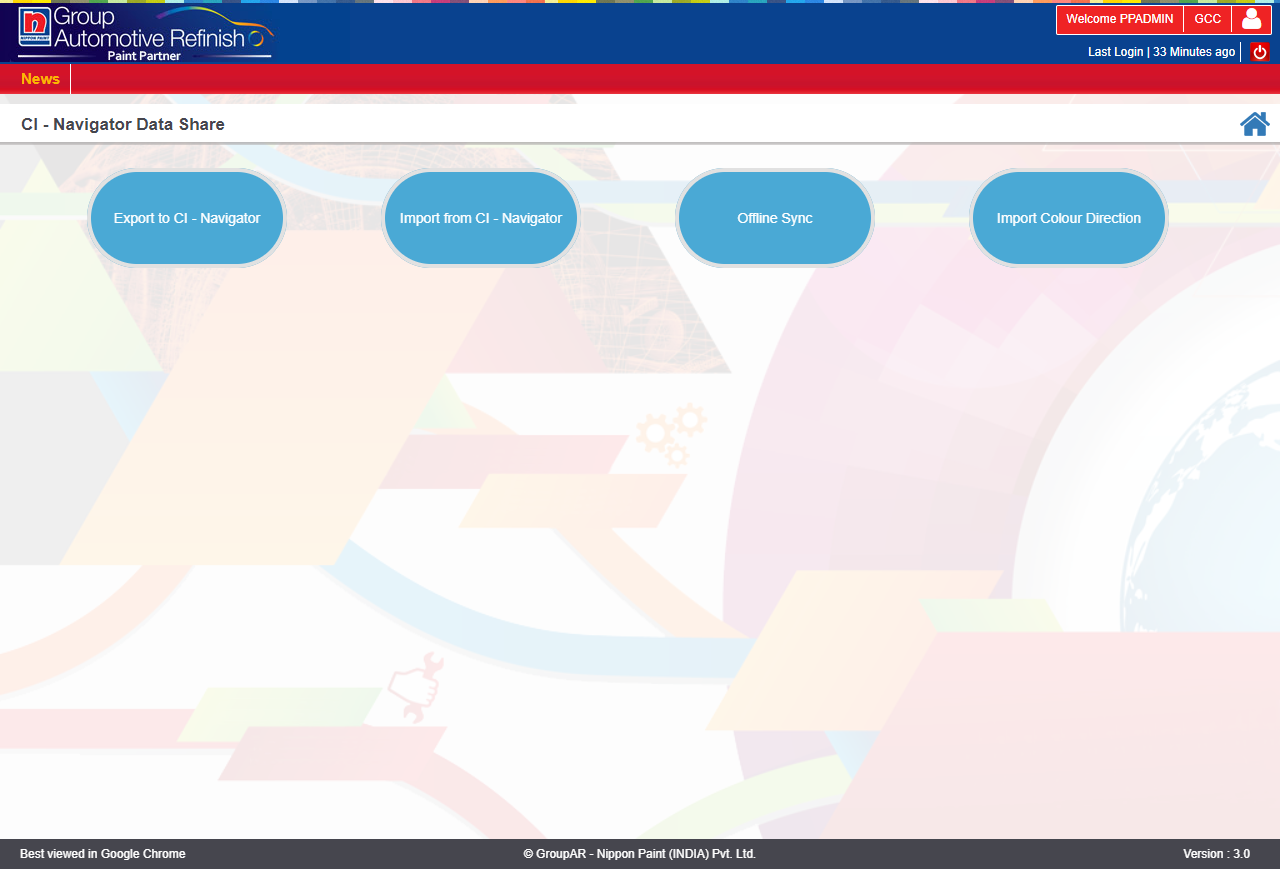 n
NIPPON PAINT
Group
Automotive Refinish
Paint Partner
Welcome PPADMIN
GCC
Last Login | 33 Minutes ago
News
CI - Navigator Data Share
Export to CI - Navigator
Import from CI - Navigator
Offline Sync
Import Colour Direction
Best viewed in Google Chrome
© GroupAR - Nippon Paint (INDIA) Pvt. Ltd.
Version : 3.0